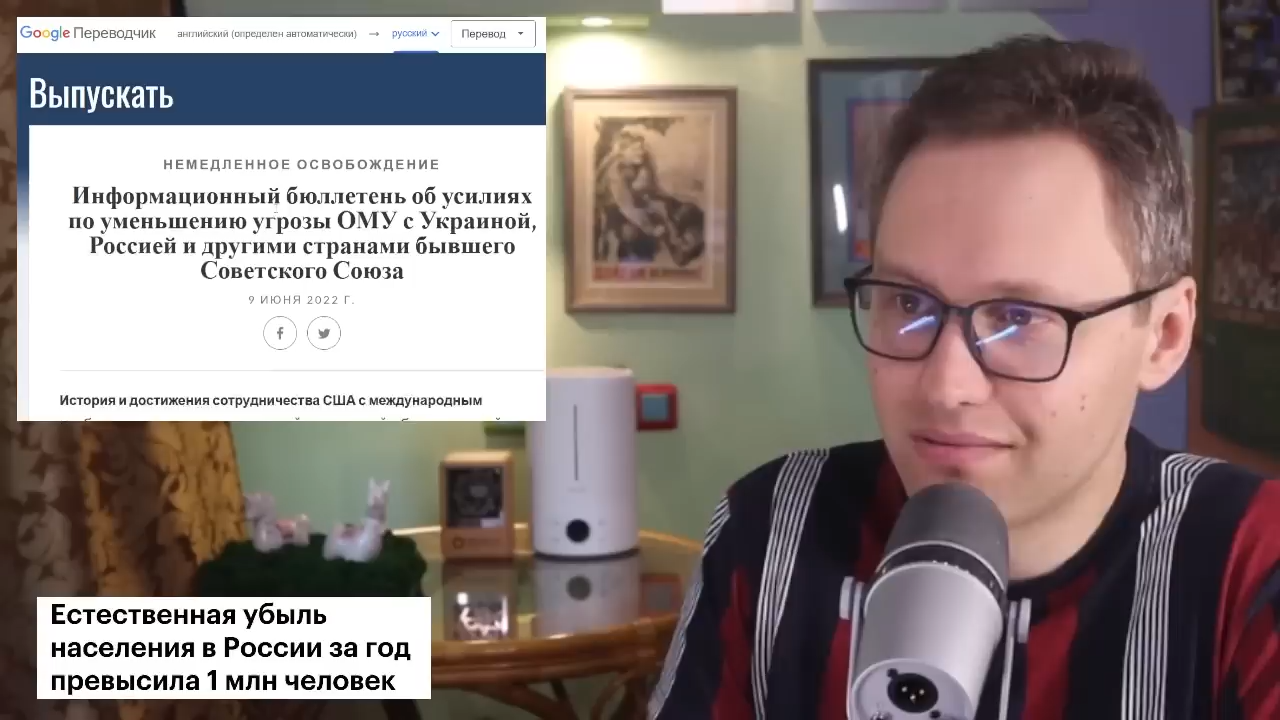 Google Переводчик
английский (определен автоматически) → русский Перевод
Выпускать
НЕМЕДЛЕННОЕ ОСВОБОЖДЕНИЕ
Информационный бюллетень об усилиях
по уменьшению угрозы ОМУ с Украиной,
Россией и другими странами бывшего
Советского Союза
9 ИЮНЯ 2022 Г.
История и достижения сотрудничества США с международным
Естественная убыль
населения в России за год
превысила 1 млн человек